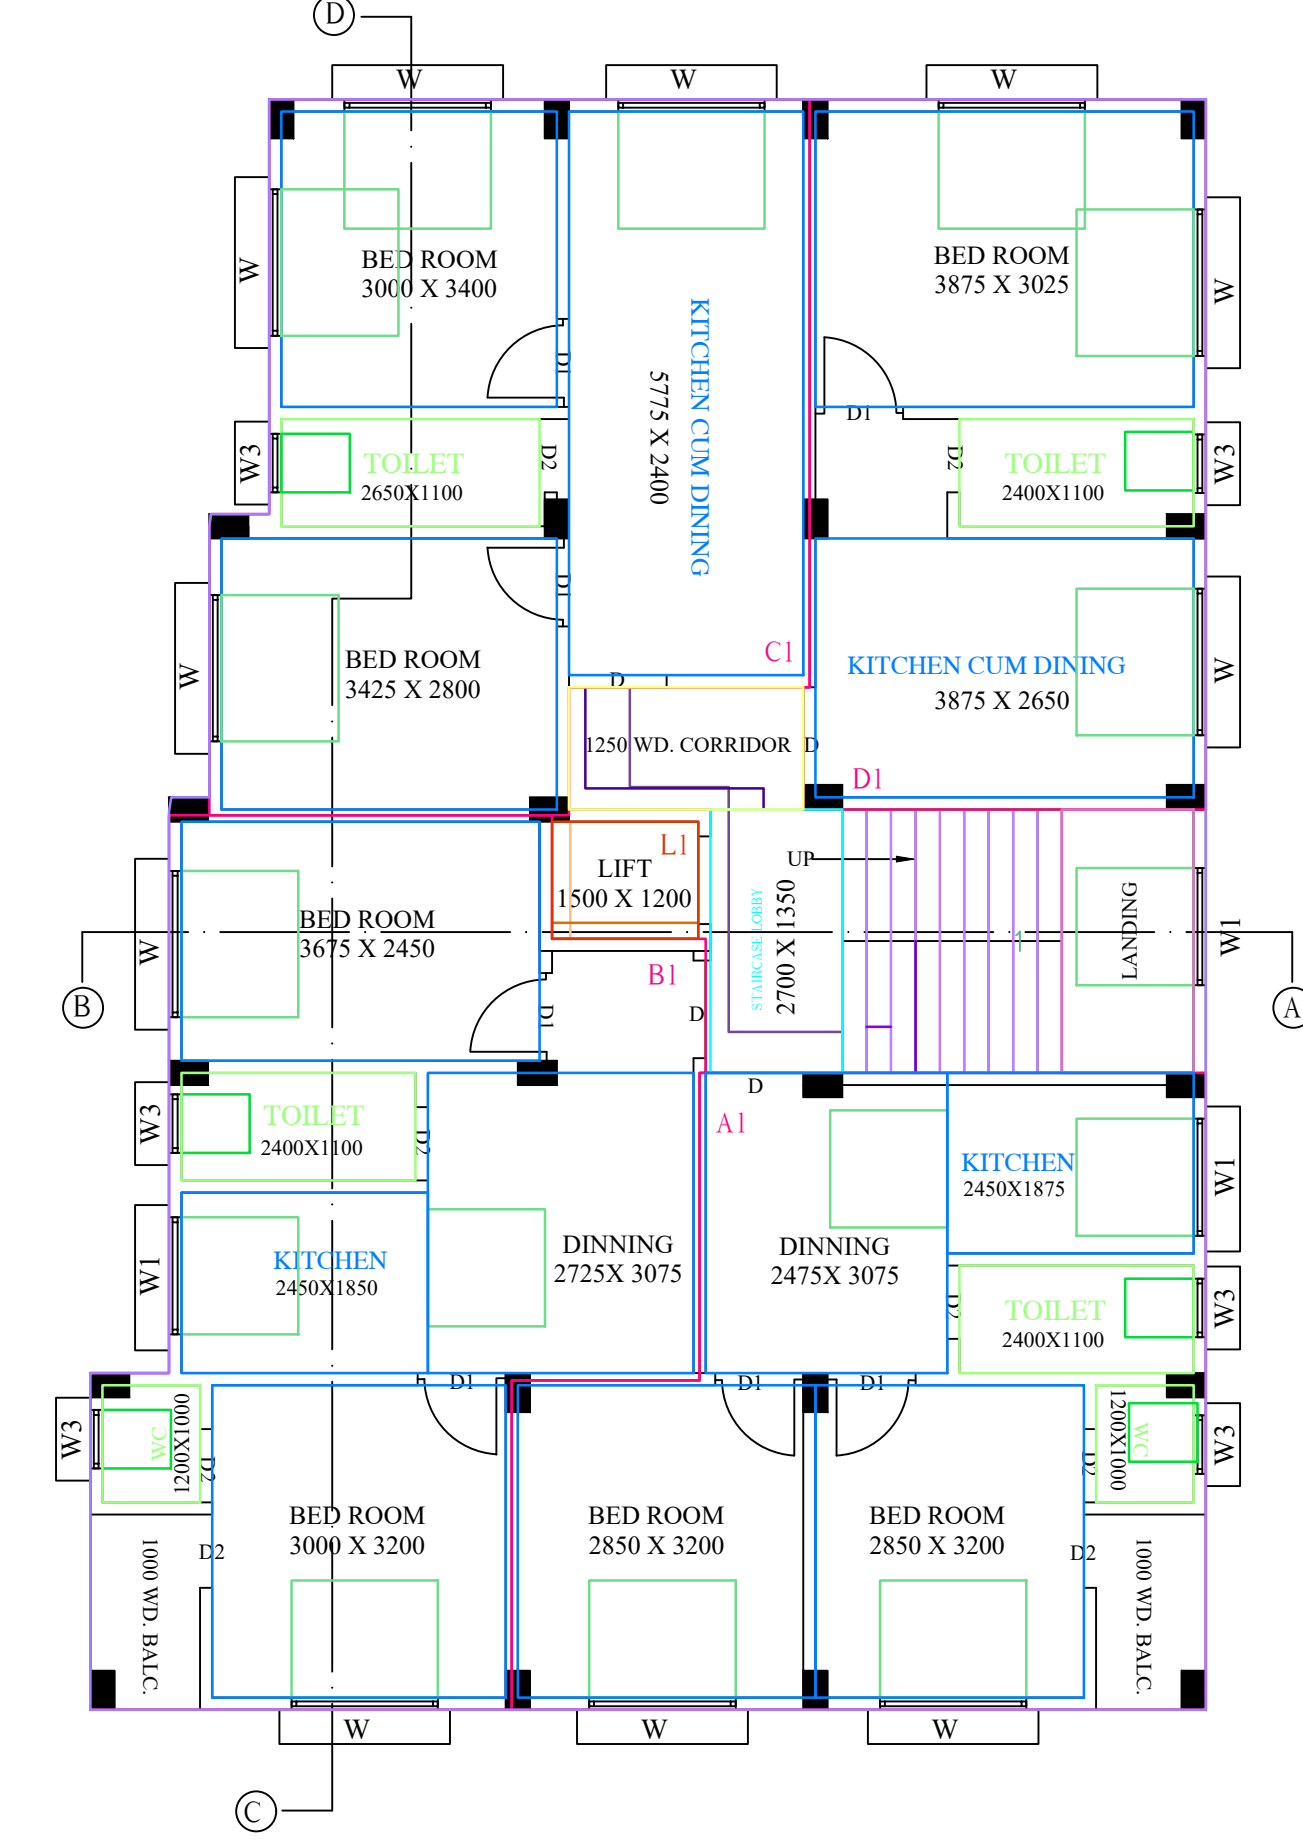 D
W
W
W
BED ROOM
3000 X 3400
W
D1
KITCHEN CUM DINING
5775 X 2400
BED ROOM
3875 X 3025
W
D1
W3
TOILET
2650X1100
D2
D2
TOILET
2400X1100
W3
D1
BED ROOM
3425 X 2800
W
C1
D
KITCHEN CUM DINING
3875 X 2650
W
1250 WD. CORRIDOR
D
D1
L1
LIFT
1500 X 1200
UP
STAIRCASE LOBBY
2700 X 1350
LANDING
W1
1
BED ROOM
3675 X 2450
W
B
A
B1
D1
D
D
W3
TOILET
2400X1100
D2
A1
KITCHEN
2450X1875
W1
W1
KITCHEN
2450X1850
DINNING
2725X 3075
DINNING
2475X 3075
D2
TOILET
2400X1100
W3
D1
D1
D1
W3
WC
1200X1000
D2
D2
1200X1000
WC
W3
BED ROOM
3000 X 3200
BED ROOM
2850 X 3200
BED ROOM
2850 X 3200
D2
D2
1000 WD. BALC.
1000 WD. BALC.
W
W
W
C